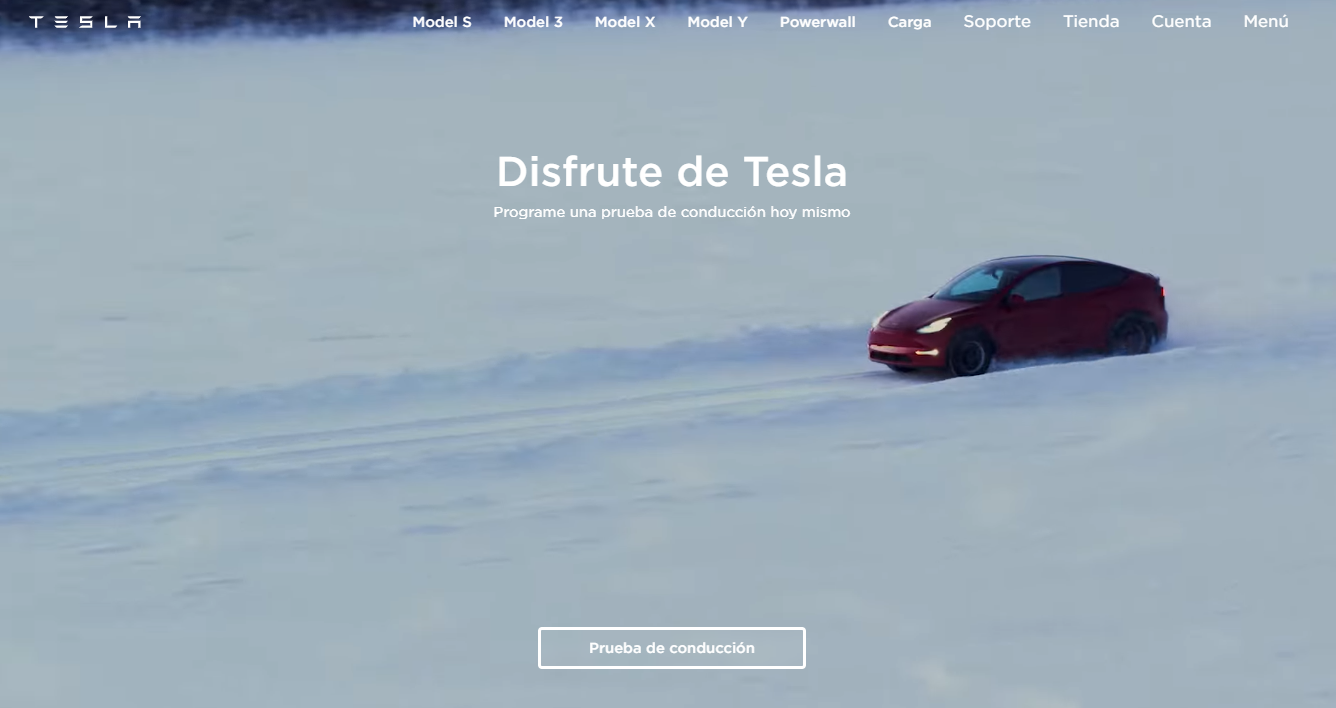 TESLA Model S Model 3 Model X Model Y Powerwall Carga Soporte Tienda Cuenta Menú
Disfrute de Tesla
Programe una prueba de conducción hoy mismo
Prueba de conducción